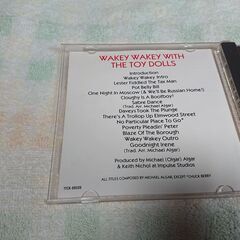 WAKEY WAKEY WITH
THE TOY DOLLS
Introduction
Wakey Wakey Intro
Lester Fiddled The Tax Man
Pot Belly Bill
One Night In Moscow (& We'll Be Russian Home!)
Cloughy Is A Bootboy!
Sabre Dance
(Trad. Arr. Michael Algar)
Daveys Took The Plunge
There's A Trollop Up Elmwood Street
No Particular Place To Go*
Poverty Pleadin' Peter
Blaze Of The Borough
Wakey Wakey Outro
Goodnight Irene
(Trad. Arr. Michael Algar)
Produced by Michael (Olga) Algar
& Keith Nichol at Impulse Studios
ALL TITLES COMPOSED BY MICHAEL ALGAR, EXCEPT *CHUCK BERRY